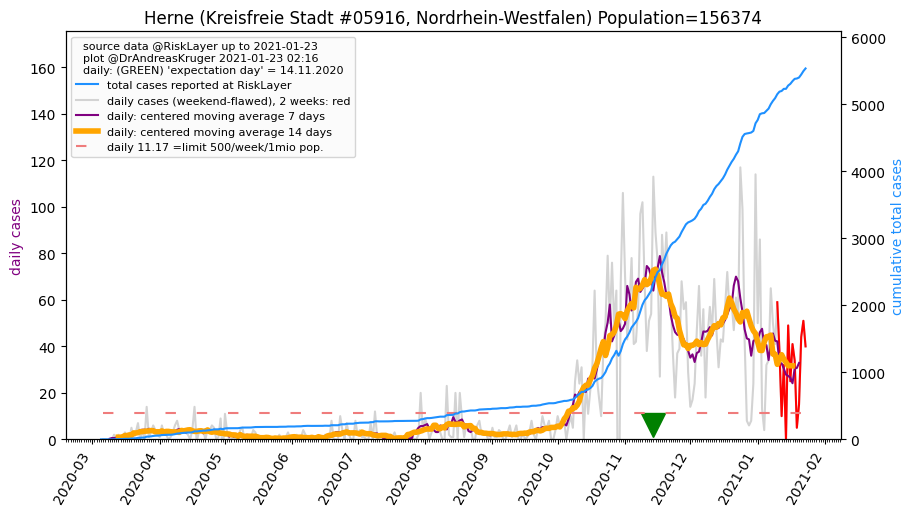 Herne (Kreisfreie Stadt #05916, Nordrhein-Westfalen) Population=156374
source data @RiskLayer up to 2021-01-23
plot @DrAndreasKruger 2021-01-23 02:16
daily: (GREEN) 'expectation day' = 14.11.2020
total cases reported at RiskLayer
daily cases (weekend-flawed), 2 weeks: red
daily: centered moving average 7 days
daily: centered moving average 14 days
daily 11.17 =limit 500/week/1mio pop.
daily cases
160
140
120
100
80
60
40
20
0
6000
5000
4000
3000
2000
1000
0
cumulative total cases
2020-03
2020-04
2020-05
2020-06
2020-07
2020-08
2020-09
2020-10
2020-11
2020-12
2021-01
2021-02